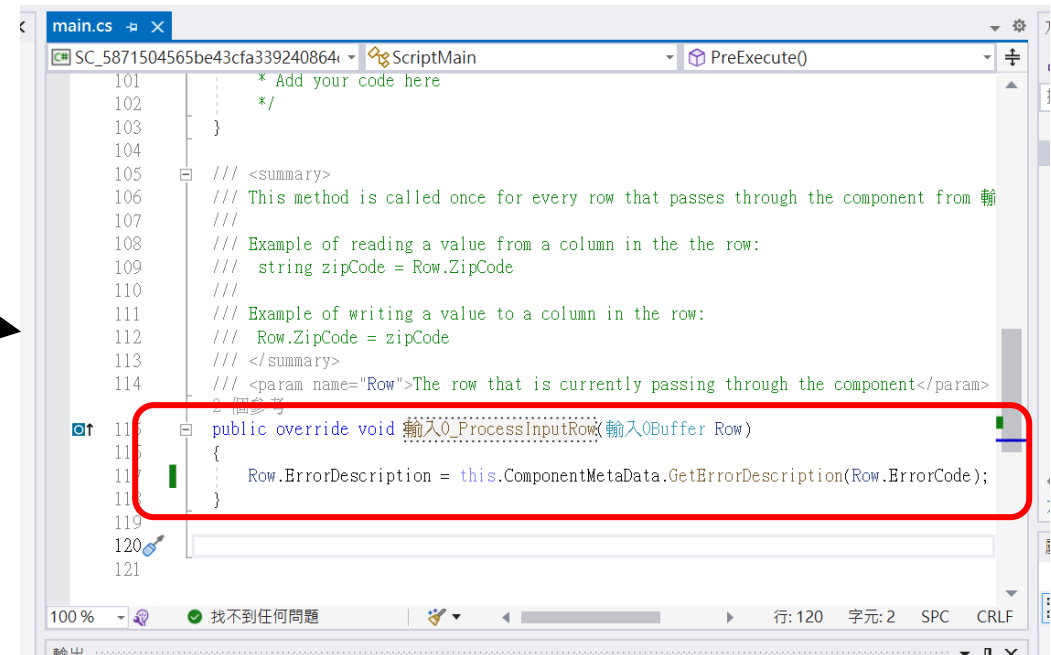 main.cs
SC_5871504565be43cfa339240864 ScriptMain PreExecute()
101 * Add your code here
102 */
103 }
104
105 /// <summary>
106 /// This method is called once for every row that passes through the component from 輸
107 ///
108 /// Example of reading a value from a column in the the row:
109 /// string zipCode = Row.ZipCode
110 ///
111 /// Example of writing a value to a column in the row:
112 /// Row.ZipCode = zipCode
113 /// </summary>
114 /// <param name="Row">The row that is currently passing through the component</param>
2 個參考
115 public override void 輸入0_ProcessInputRow(輸入0Buffer Row)
116 {
117 Row.ErrorDescription = this.ComponentMetaData.GetErrorDescription(Row.ErrorCode);
118 }
119
120
121
100 % 找不到任何問題 行: 120 字元: 2 SPC CRLF
輸出